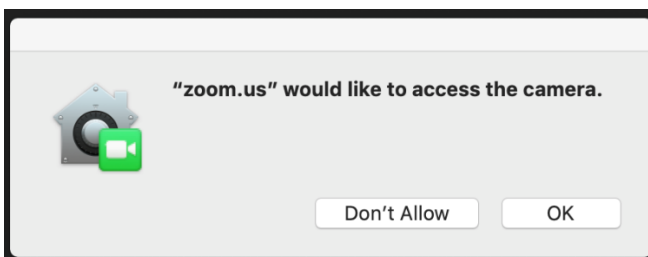 “zoom.us” would like to access the camera.
Don’t Allow
OK